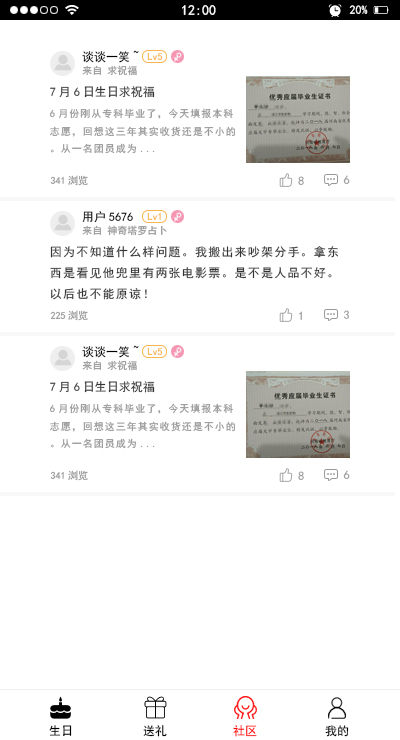 12:00
20%
谈谈一笑~ Lv5
来自 求祝福
7月6日生日求祝福
6月份刚从专科毕业了，今天填报本科
志愿，回想这三年其实收货还是不小的
。从一名团员成为...
优秀应届毕业生证书
341 浏览
8
6
用户5676 Lv1
来自 神奇塔罗占卜
因为不知道什么样问题。我搬出来吵架分手。拿东
西是看见他兜里有两张电影票。是不是人品不好。
以后也不能原谅！
225 浏览
1
3
谈谈一笑~ Lv5
来自 求祝福
7月6日生日求祝福
6月份刚从专科毕业了，今天填报本科
志愿，回想这三年其实收货还是不小的
。从一名团员成为...
优秀应届毕业生证书
341 浏览
8
6
生日
送礼
社区
我的